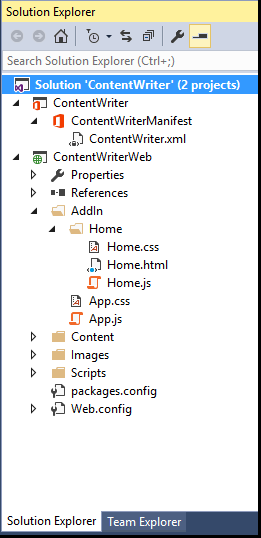 Solution Explorer
Search Solution Explorer (Ctrl+;)
Solution 'ContentWriter' (2 projects)
ContentWriter
ContentWriterManifest
ContentWriter.xml
ContentWriterWeb
Properties
References
AddIn
Home
Home.css
Home.html
Home.js
App.css
App.js
Content
Images
Scripts
packages.config
Web.config
Solution Explorer Team Explorer